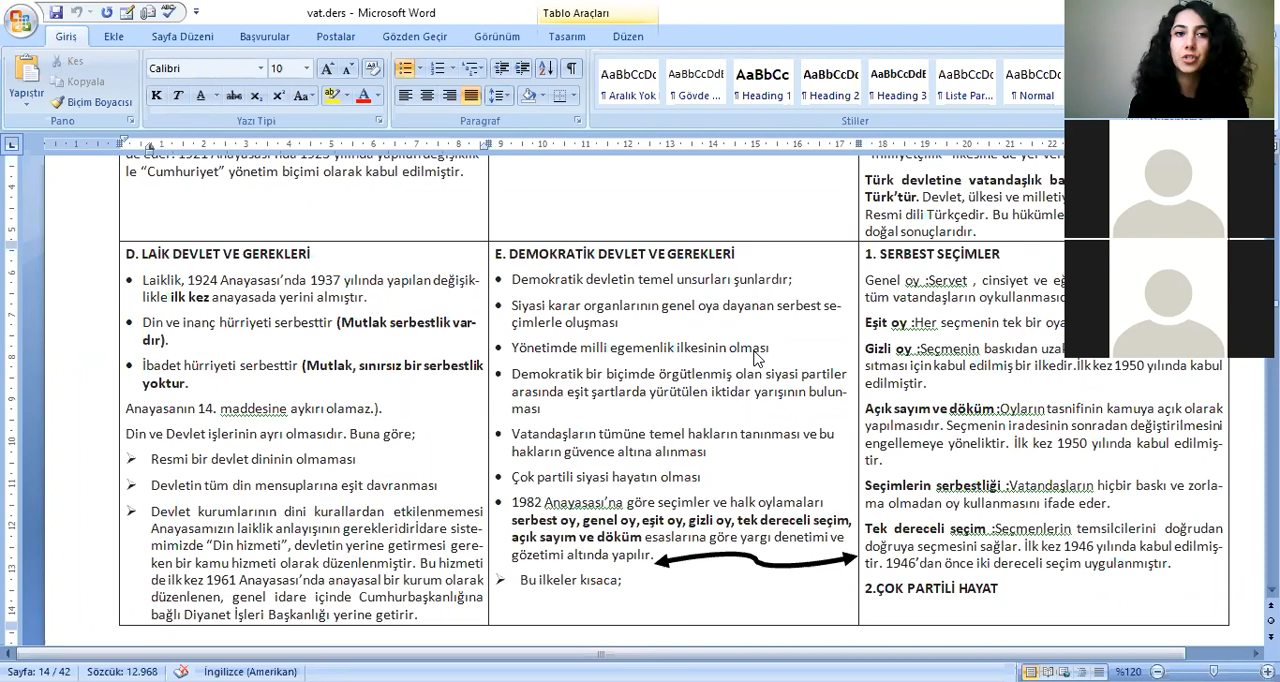 vat.ders - Microsoft Word
Tablo Araçları
Giriş
Ekle
Sayfa Düzeni
Başvurular
Postalar
Gözden Geçir
Görünüm
Tasarım
Düzen
Yapıştır
Kes
Kopyala
Biçim Boyacısı
Calibri
10
AaBbCcDc
AaBbCcDdE
AaBbCc
AaBbCcDc
AaBbCcDdE
AaBbCcDc
AaBbCcDc
¶ Aralık Yok
¶ Gövde ...
¶ Heading 1
¶ Heading 2
¶ Heading 3
¶ Liste Par...
¶ Normal
Pano
Yazı Tipi
Paragraf
Stiller
le "Cumhuriyet" yönetim biçimi olarak kabul edilmiştir.
Türk devletine vatandaşlık ba
Türk'tür. Devlet, ülkesi ve milletiy
Resmi dili Türkçedir. Bu hükümle
doğal sonuçlarıdır.
D. LAİK DEVLET VE GEREKLERİ
• Laiklik, 1924 Anayasası'nda 1937 yılında yapılan değişik-
likle ilk kez anayasada yerini almıştır.
• Din ve inanç hürriyeti serbesttir (Mutlak serbestlik var-
dır).
• İbadet hürriyeti serbesttir (Mutlak, sınırsız bir serbestlik
yoktur.
Anayasanın 14. maddesine aykırı olamaz.).
Din ve Devlet işlerinin ayrı olmasıdır. Buna göre;
➢ Resmi bir devlet dininin olmaması
➢ Devletin tüm din mensuplarına eşit davranması
➢ Devlet kurumlarının dini kurallardan etkilenmemesi
Anayasamızın laiklik anlayışının gerekleridirİdare siste-
mimizde "Din hizmeti", devletin yerine getirmesi gere-
ken bir kamu hizmeti olarak düzenlenmiştir. Bu hizmeti
de ilk kez 1961 Anayasası'nda anayasal bir kurum olarak
düzenlenen, genel idare içinde Cumhurbaşkanlığına
bağlı Diyanet İşleri Başkanlığı yerine getirir.
E. DEMOKRATİK DEVLET VE GEREKLERİ
• Demokratik devletin temel unsurları şunlardır;
• Siyasi karar organlarının genel oya dayanan serbest se-
çimlerle oluşması
• Yönetimde milli egemenlik ilkesinin olması
• Demokratik bir biçimde örgütlenmiş olan siyasi partiler
arasında eşit şartlarda yürütülen iktidar yarışının bulun-
ması
• Vatandaşların tümüne temel hakların tanınması ve bu
hakların güvence altına alınması
• Çok partili siyasi hayatın olması
• 1982 Anayasası'na göre seçimler ve halk oylamaları
serbest oy, genel oy, eşit oy, gizli oy, tek dereceli seçim,
açık sayım ve döküm esaslarına göre yargı denetimi ve
gözetimi altında yapılır.
➢ Bu ilkeler kısaca;
1. SERBEST SEÇİMLER
Genel oy :Servet , cinsiyet ve eğ
tüm vatandaşların oy kullanmasıd
Eşit oy :Her seçmenin tek bir oya
Gizli oy :Seçmenin baskıdan uzal
sıtması için kabul edilmiş bir ilkedir.İlk kez 1950 yılında kabul
edilmiştir.
Açık sayım ve döküm :Oyların tasnifinin kamuya açık olarak
yapılmasıdır. Seçmenin iradesinin sonradan değiştirilmesini
engellemeye yöneliktir. İlk kez 1950 yılında kabul edilmiş-
tir.
Seçimlerin serbestliği :Vatandaşların hiçbir baskı ve zorla-
ma olmadan oy kullanmasını ifade eder.
Tek dereceli seçim :Seçmenlerin temsilcilerini doğrudan
doğruya seçmesini sağlar. İlk kez 1946 yılında kabul edilmiş-
tir. 1946'dan önce iki dereceli seçim uygulanmıştır.
2.ÇOK PARTİLİ HAYAT
Sayfa: 14 / 42
Sözcük: 12.968
İngilizce (Amerikan)
%120